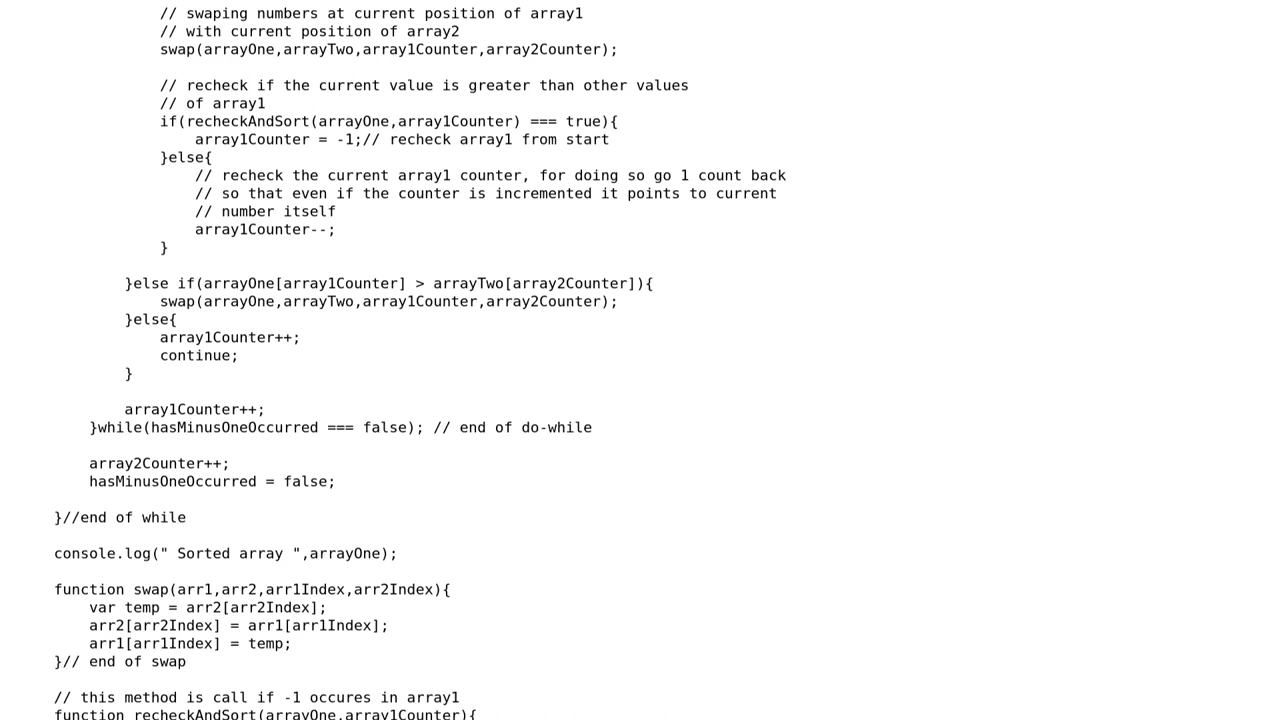 // swaping numbers at current position of array1
// with current position of array2
swap(arrayOne,arrayTwo,array1Counter,array2Counter);
// recheck if the current value is greater than other values
// of array1
if(recheckAndSort(arrayOne,array1Counter) === true){
array1Counter = -1;// recheck array1 from start
}else{
// recheck the current array1 counter, for doing so go 1 count back
// so that even if the counter is incremented it points to current
// number itself
array1Counter--;
}
}else if(arrayOne[array1Counter] > arrayTwo[array2Counter]){
swap(arrayOne,arrayTwo,array1Counter,array2Counter);
}else{
array1Counter++;
continue;
}
array1Counter++;
}while(hasMinusOneOccurred === false); // end of do-while
array2Counter++;
hasMinusOneOccurred = false;
}//end of while
console.log(" Sorted array ",arrayOne);
function swap(arr1,arr2,arr1Index,arr2Index){
var temp = arr2[arr2Index];
arr2[arr2Index] = arr1[arr1Index];
arr1[arr1Index] = temp;
}// end of swap
// this method is call if -1 occures in array1
function recheckAndSort(arrayOne,array1Counter){